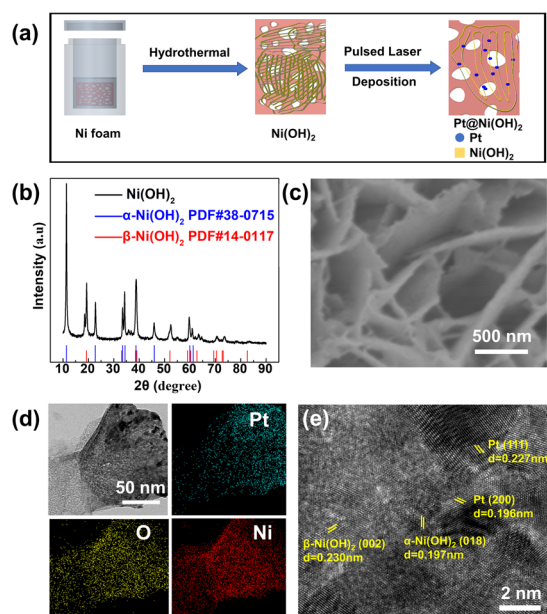 (a)
Hydrothermal
Pulsed Laser
Deposition
Ni foam
Ni(OH)₂
Pt@Ni(OH)₂
Pt
Ni(OH)₂
(b)
Intensity (a.u)
Ni(OH)₂
α-Ni(OH)₂ PDF#38-0715
β-Ni(OH)₂ PDF#14-0117
10 20 30 40 50 60 70 80 90
2θ (degree)
(c)
500 nm
(d)
50 nm
Pt
O
Ni
(e)
Pt (111)
d=0.227nm
Pt (200)
d=0.196nm
β-Ni(OH)₂ (002)
d=0.230nm
α-Ni(OH)₂ (018)
d=0.197nm
2 nm